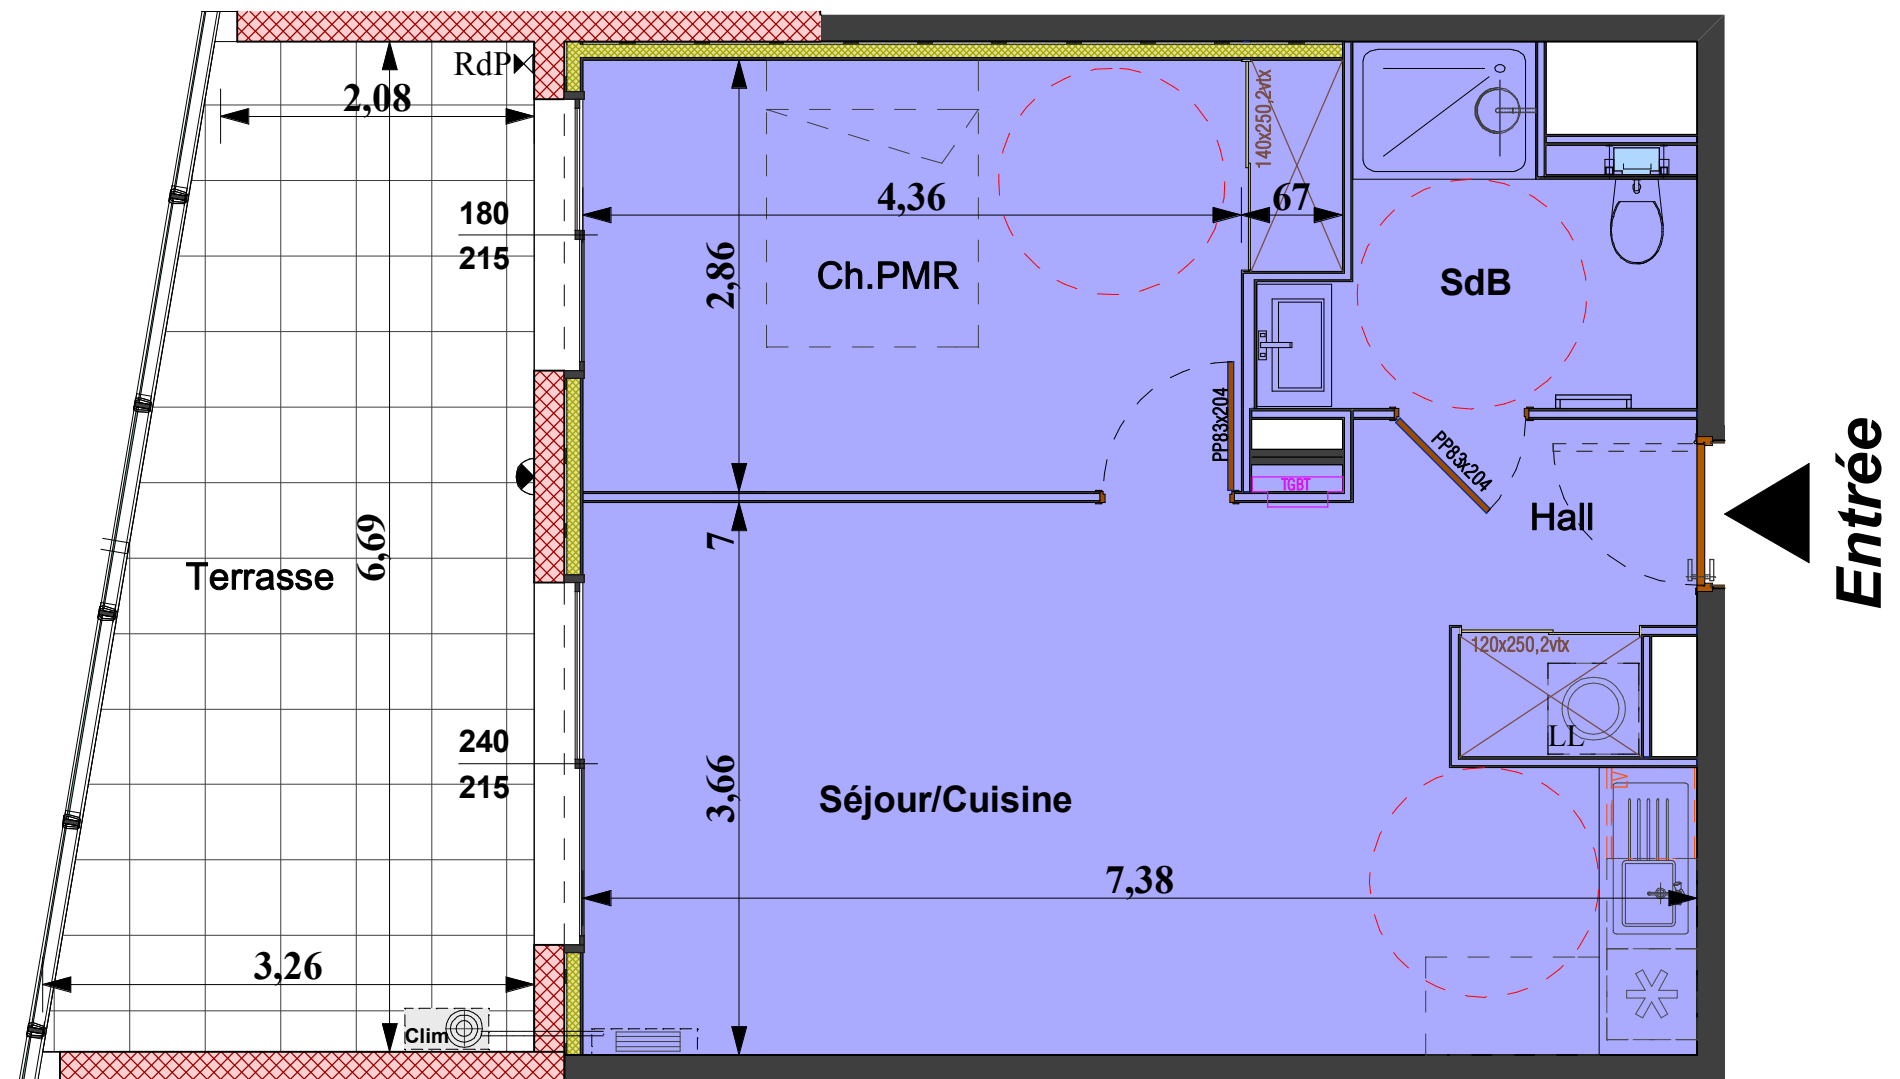 RdP
2,08
140x250,2vtx
180
215
4,36
67
2,86
Ch.PMR
SdB
PP83x204
PP83x204
TGBT
Hall
Entrée
7
6,69
Terrasse
120x250,2vtx
LL
240
215
3,66
Séjour/Cuisine
LV
7,38
3,26
Clim